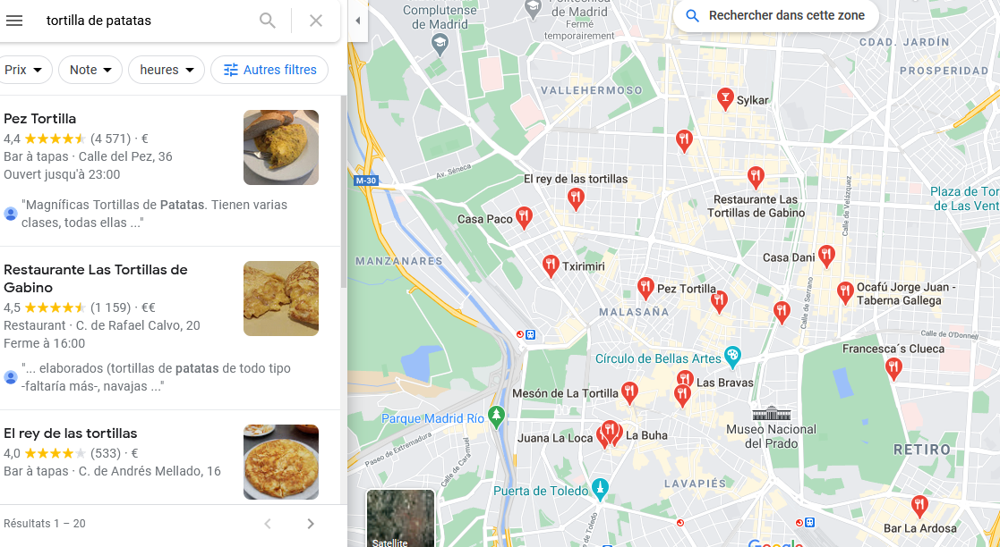 tortilla de patatas
Prix
Note
heures
Autres filtres
Pez Tortilla
4,4 (4 571) · €
Bar à tapas · Calle del Pez, 36
Ouvert jusqu'à 23:00
"Magníficas Tortillas de Patatas. Tienen varias
clases, todas ellas ..."
Restaurante Las Tortillas de
Gabino
4,5 (1 159) · €€
Restaurant · C. de Rafael Calvo, 20
Ferme à 16:00
"... elaborados (tortillas de patatas de todo tipo
-faltaría más-, navajas ..."
El rey de las tortillas
4,0 (533) · €
Bar à tapas · C. de Andrés Mellado, 16
Résultats 1 – 20
Rechercher dans cette zone
Complutense
de Madrid
de Madrid
Fermé
temporairement
CDAD. JARDÍN
PROSPERIDAD
VALLEHERMOSO
Sylkar
Av. Séneca
M-30
El rey de las tortillas
Casa Paco
Restaurante Las
Tortillas de Gabino
Calle de Velázquez
Plaza de Tor
de Las Vent
MANZANARES
Txirimiri
Casa Dani
Pez Tortilla
Ocafú Jorge Juan -
Taberna Gallega
MALASAÑA
Calle de Serrano
Calle de O'Donnell
Francesca´s Clueca
Círculo de Bellas Artes
Las Bravas
Mesón de La Tortilla
Parque Madrid Río
Museo Nacional
del Prado
Juana La Loca
La Buha
Paseo de Extremadura
Calle de Cara
RETIRO
LAVAPIÉS
Puerta de Toledo
Bar La Ardosa
Satellite
Google